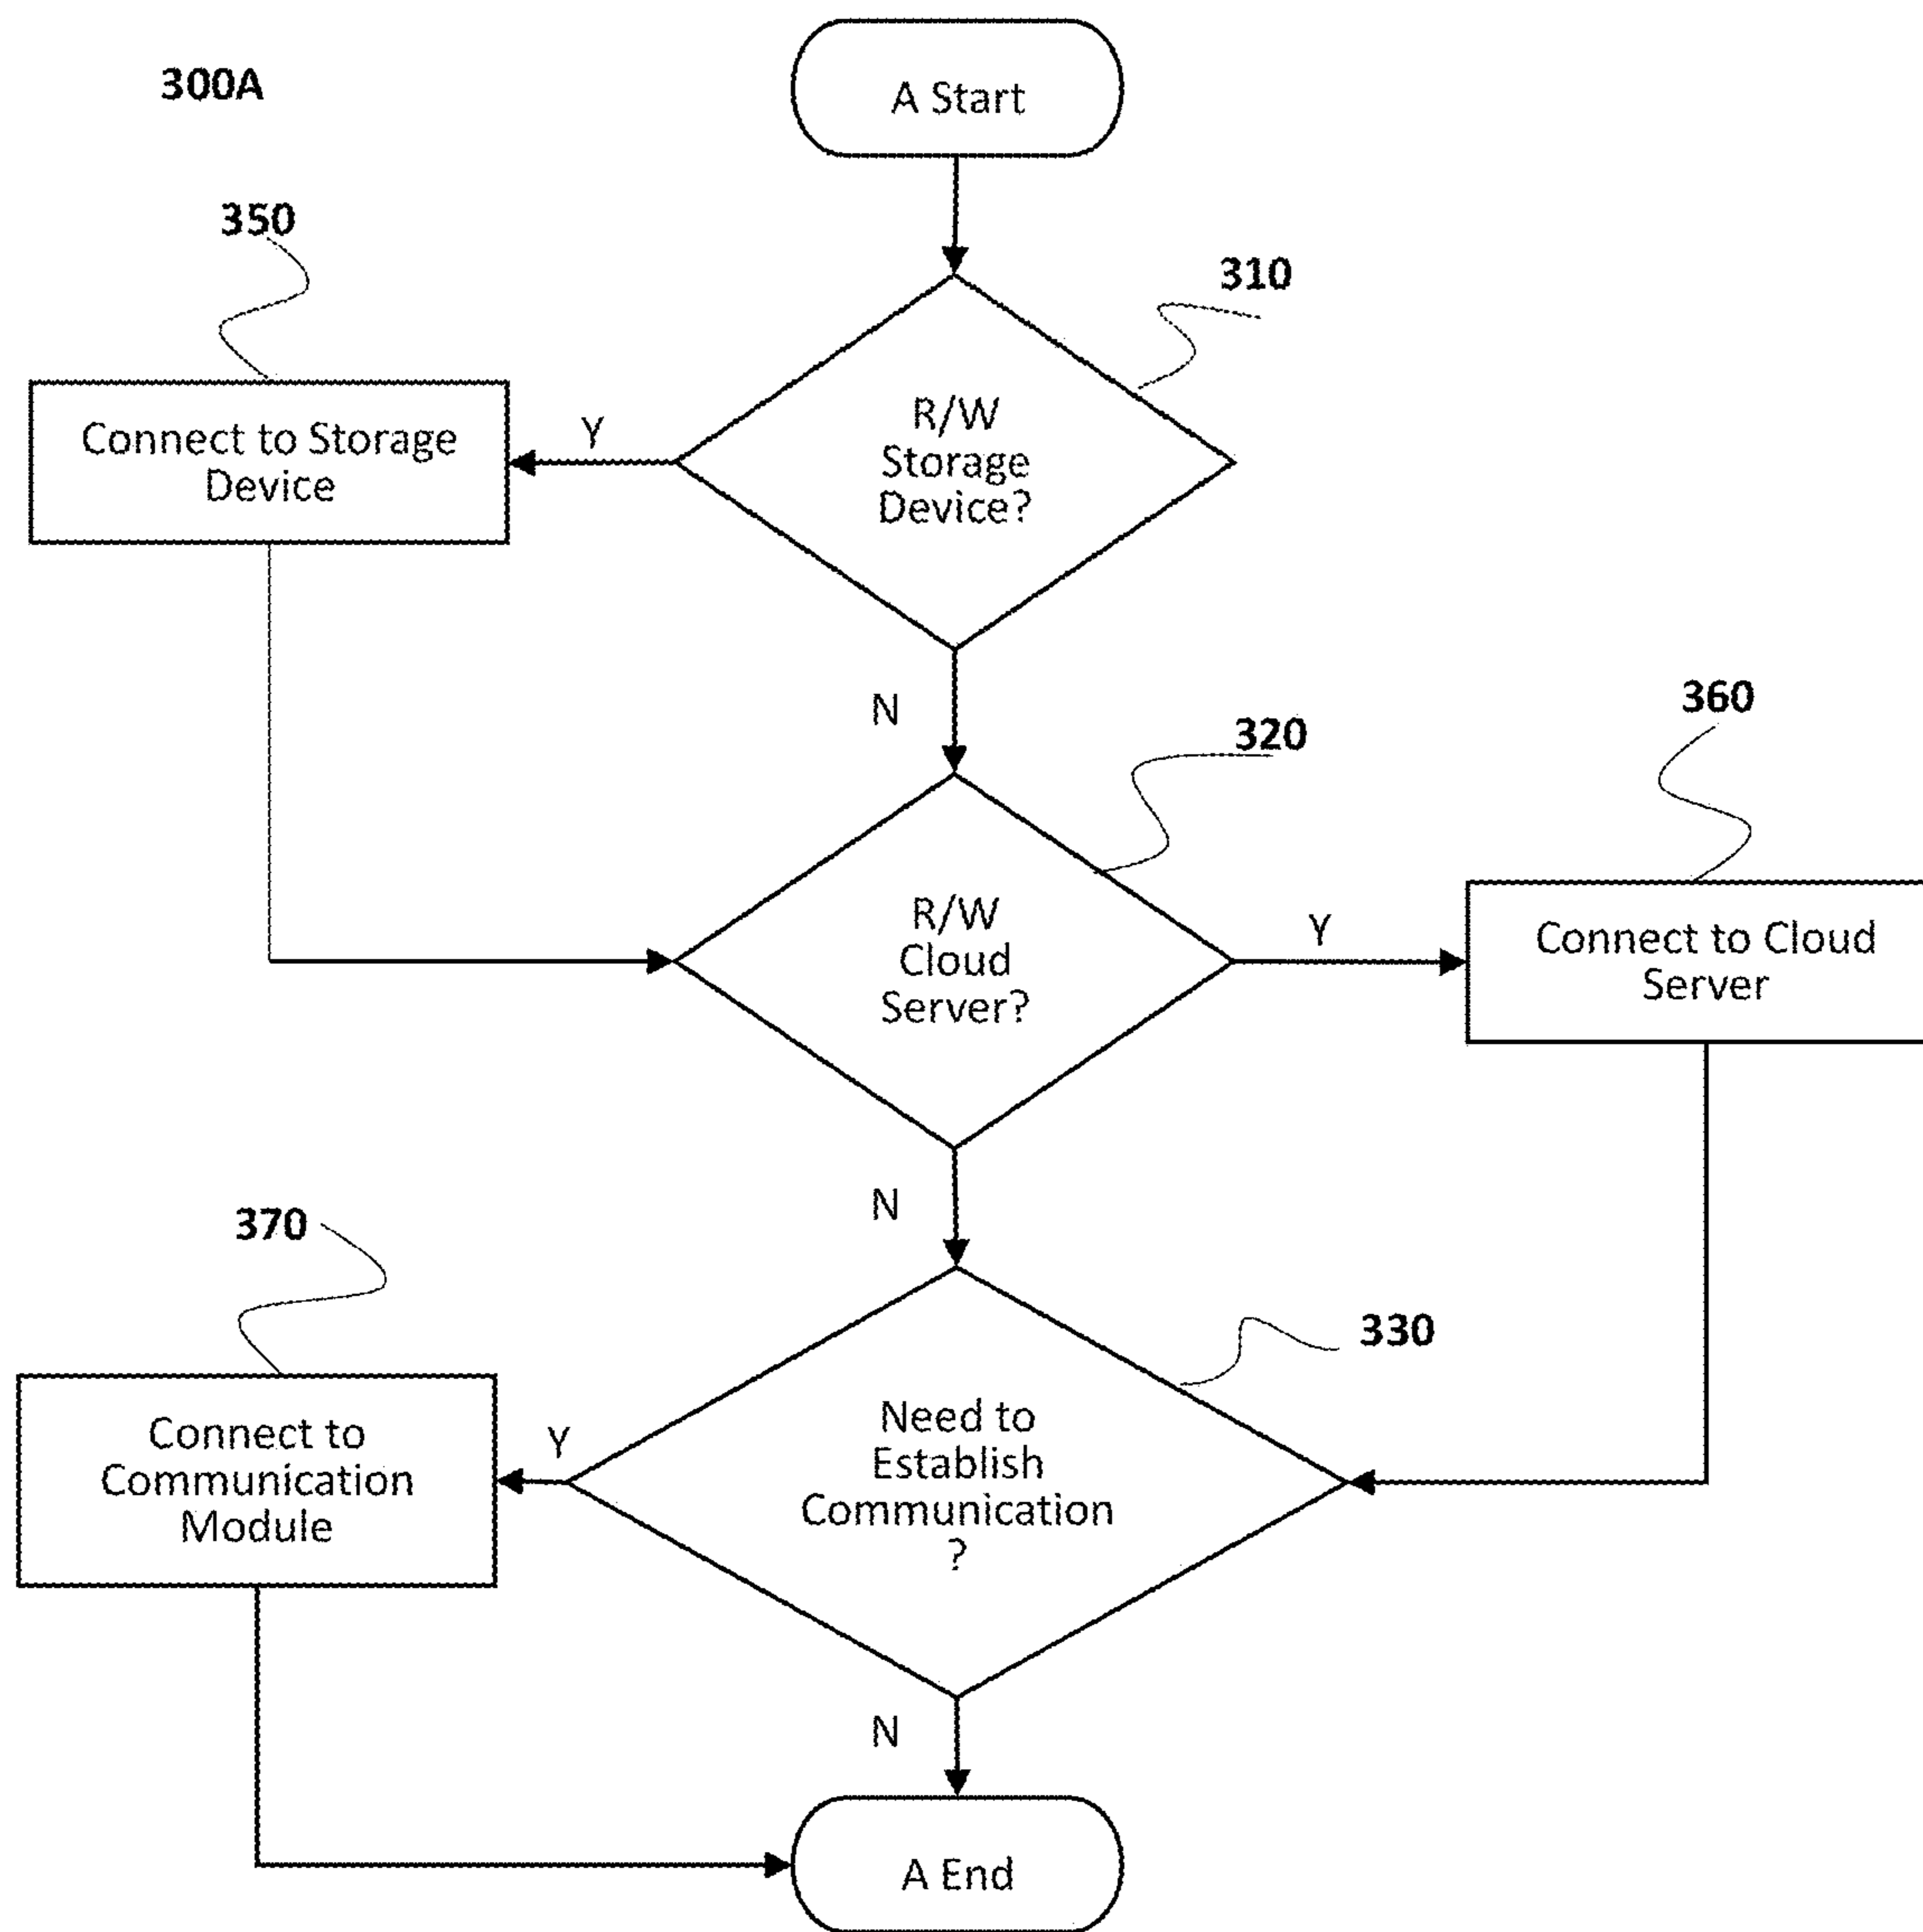 300A
A Start
350
310
R/W
Storage
Device?
Y
Connect to Storage
Device
N
320
360
R/W
Cloud
Server?
Y
Connect to Cloud
Server
N
370
330
Need to
Establish
Communication
?
Y
Connect to
Communication
Module
N
A End